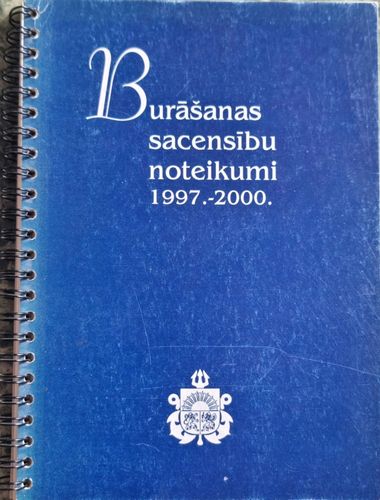 Burāšanas
sacensību
noteikumi
1997.-2000.